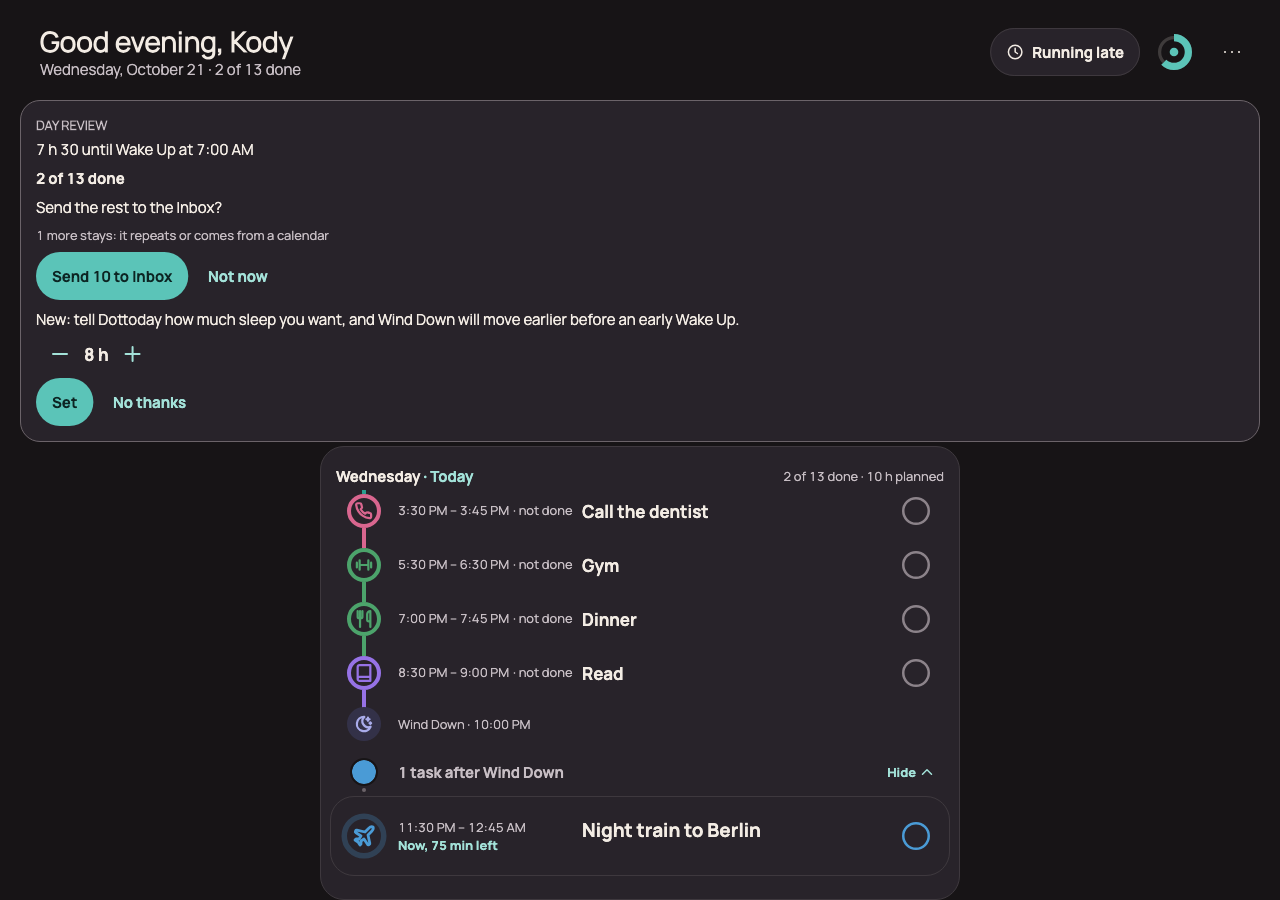 Good evening, Kody
Wednesday, October 21 · 2 of 13 done
Running late
DAY REVIEW
7 h 30 until Wake Up at 7:00 AM
2 of 13 done
Send the rest to the Inbox?
1 more stays: it repeats or comes from a calendar
Send 10 to Inbox Not now
New: tell Dottoday how much sleep you want, and Wind Down will move earlier before an early Wake Up.
8 h
Set No thanks
Wednesday · Today 2 of 13 done · 10 h planned
3:30 PM – 3:45 PM · not done Call the dentist
5:30 PM – 6:30 PM · not done Gym
7:00 PM – 7:45 PM · not done Dinner
8:30 PM – 9:00 PM · not done Read
Wind Down · 10:00 PM
1 task after Wind Down Hide
11:30 PM – 12:45 AM Night train to Berlin
Now, 75 min left